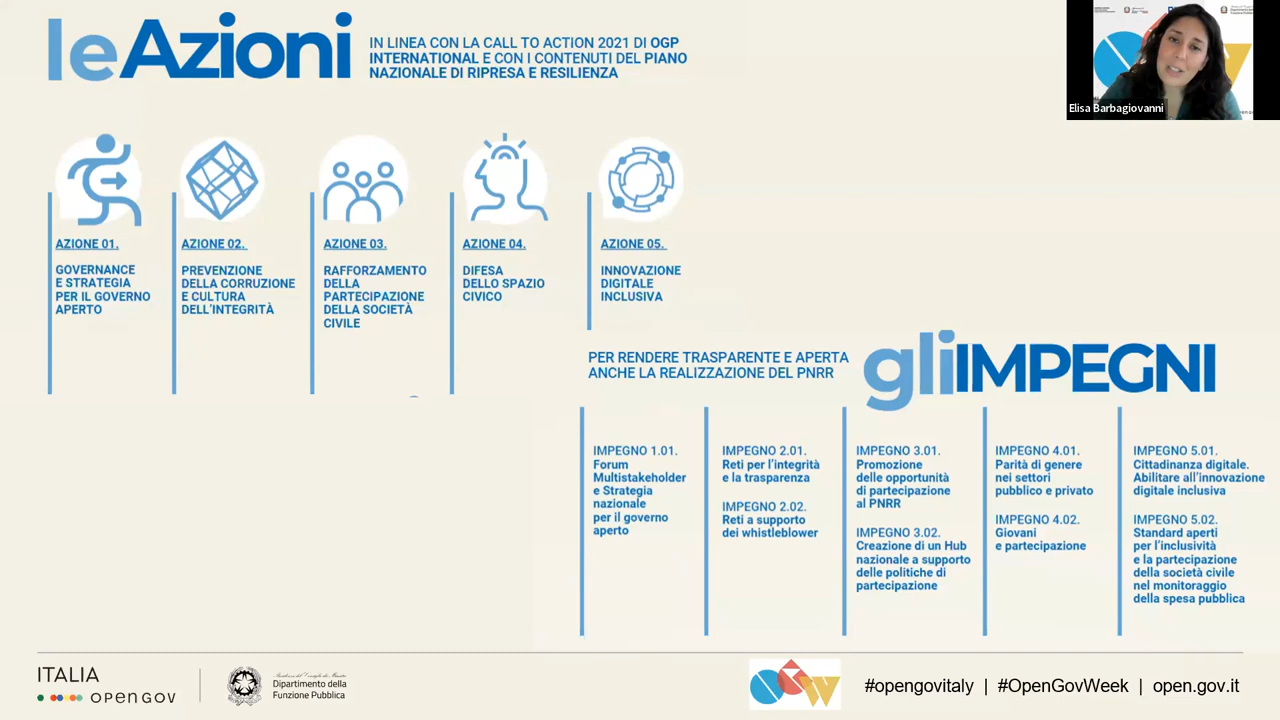 leAzioni
IN LINEA CON LA CALL TO ACTION 2021 DI OGP
INTERNATIONAL E CON I CONTENUTI DEL PIANO
NAZIONALE DI RIPRESA E RESILIENZA
Elisa Barbagiovanni
AZIONE 01.
GOVERNANCE
E STRATEGIA
PER IL GOVERNO
APERTO
AZIONE 02.
PREVENZIONE
DELLA CORRUZIONE
E CULTURA
DELL'INTEGRITÀ
AZIONE 03.
RAFFORZAMENTO
DELLA
PARTECIPAZIONE
DELLA SOCIETÀ
CIVILE
AZIONE 04.
DIFESA
DELLO SPAZIO
CIVICO
AZIONE 05.
INNOVAZIONE
DIGITALE
INCLUSIVA
PER RENDERE TRASPARENTE E APERTA
ANCHE LA REALIZZAZIONE DEL PNRR
gliIMPEGNI
IMPEGNO 1.01.
Forum
Multistakeholder
e Strategia
nazionale
per il governo
aperto
IMPEGNO 2.01.
Reti per l'integrità
e la trasparenza
IMPEGNO 2.02.
Reti a supporto
dei whistleblower
IMPEGNO 3.01.
Promozione
delle opportunità
di partecipazione
al PNRR
IMPEGNO 3.02.
Creazione di un Hub
nazionale a supporto
delle politiche di
partecipazione
IMPEGNO 4.01.
Parità di genere
nei settori
pubblico e privato
IMPEGNO 4.02.
Giovani
e partecipazione
IMPEGNO 5.01.
Cittadinanza digitale.
Abilitare all'innovazione
digitale inclusiva
IMPEGNO 5.02.
Standard aperti
per l'inclusività
e la partecipazione
della società civile
nel monitoraggio
della spesa pubblica
ITALIA
open gov
Dipartimento della
Funzione Pubblica
OGW
#opengovitaly | #OpenGovWeek | open.gov.it